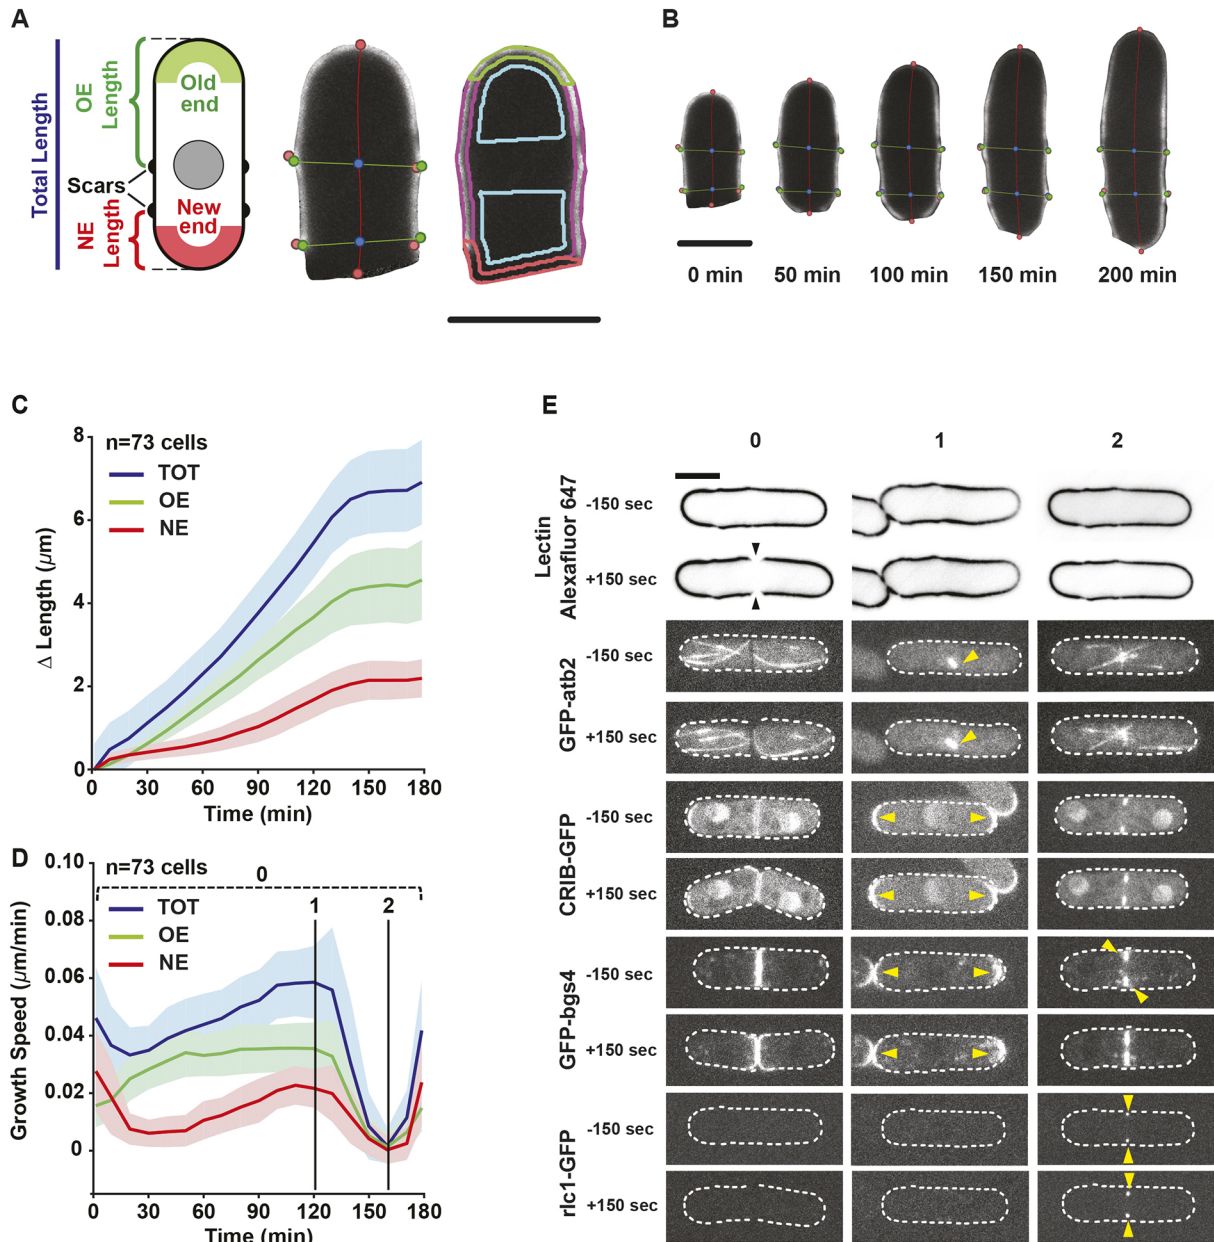 A
Total Length
OE
Length
Old
end
Scars
New
end
NE
Length
B
0 min
50 min
100 min
150 min
200 min
C
n=73 cells
TOT
OE
NE
Δ Length (µm)
8
6
4
2
0
0
30
60
90
120
150
180
Time (min)
D
n=73 cells
0
1
2
TOT
OE
NE
Growth Speed (µm/min)
0.10
0.08
0.06
0.04
0.02
0
0
30
60
90
120
150
180
Time (min)
E
0
1
2
Lectin
Alexafluor 647
-150 sec
+150 sec
GFP-atb2
-150 sec
+150 sec
CRIB-GFP
-150 sec
+150 sec
GFP-bgs4
-150 sec
+150 sec
rlc1-GFP
-150 sec
+150 sec